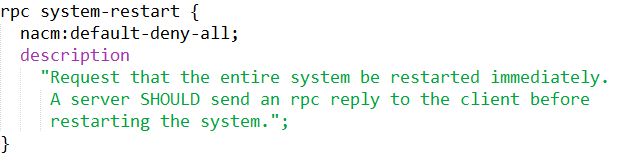 rpc system-restart {
nacm:default-deny-all;
description
"Request that the entire system be restarted immediately.
A server SHOULD send an rpc reply to the client before
restarting the system.";
}